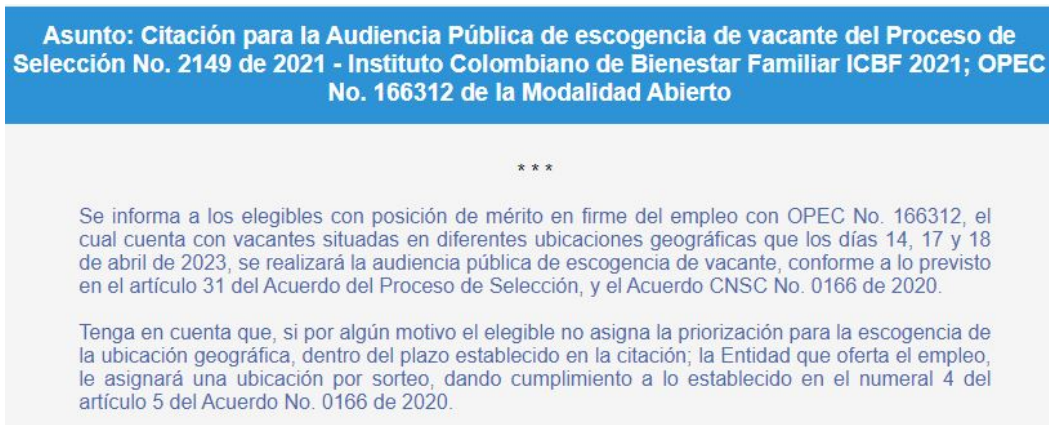 Asunto: Citación para la Audiencia Pública de escogencia de vacante del Proceso de
Selección No. 2149 de 2021 - Instituto Colombiano de Bienestar Familiar ICBF 2021; OPEC
No. 166312 de la Modalidad Abierto
* * *
Se informa a los elegibles con posición de mérito en firme del empleo con OPEC No. 166312, el
cual cuenta con vacantes situadas en diferentes ubicaciones geográficas que los días 14, 17 y 18
de abril de 2023, se realizará la audiencia pública de escogencia de vacante, conforme a lo previsto
en el artículo 31 del Acuerdo del Proceso de Selección, y el Acuerdo CNSC No. 0166 de 2020.
Tenga en cuenta que, si por algún motivo el elegible no asigna la priorización para la escogencia de
la ubicación geográfica, dentro del plazo establecido en la citación; la Entidad que oferta el empleo,
le asignará una ubicación por sorteo, dando cumplimiento a lo establecido en el numeral 4 del
artículo 5 del Acuerdo No. 0166 de 2020.